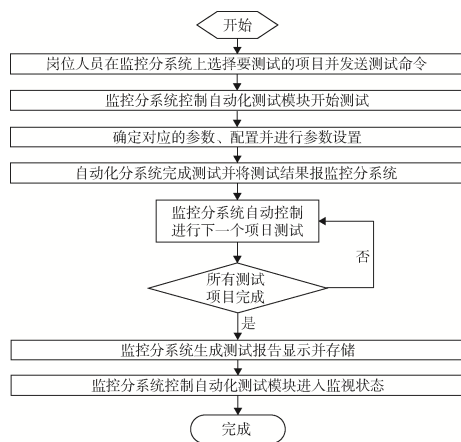 开始
岗位人员在监控分系统上选择要测试的项目并发送测试命令
监控分系统控制自动化测试模块开始测试
确定对应的参数、配置并进行参数设置
自动化分系统完成测试并将测试结果报监控分系统
监控分系统自动控制
进行下一个项目测试
否
所有测试
项目完成
是
监控分系统生成测试报告显示并存储
监控分系统控制自动化测试模块进入监视状态
完成